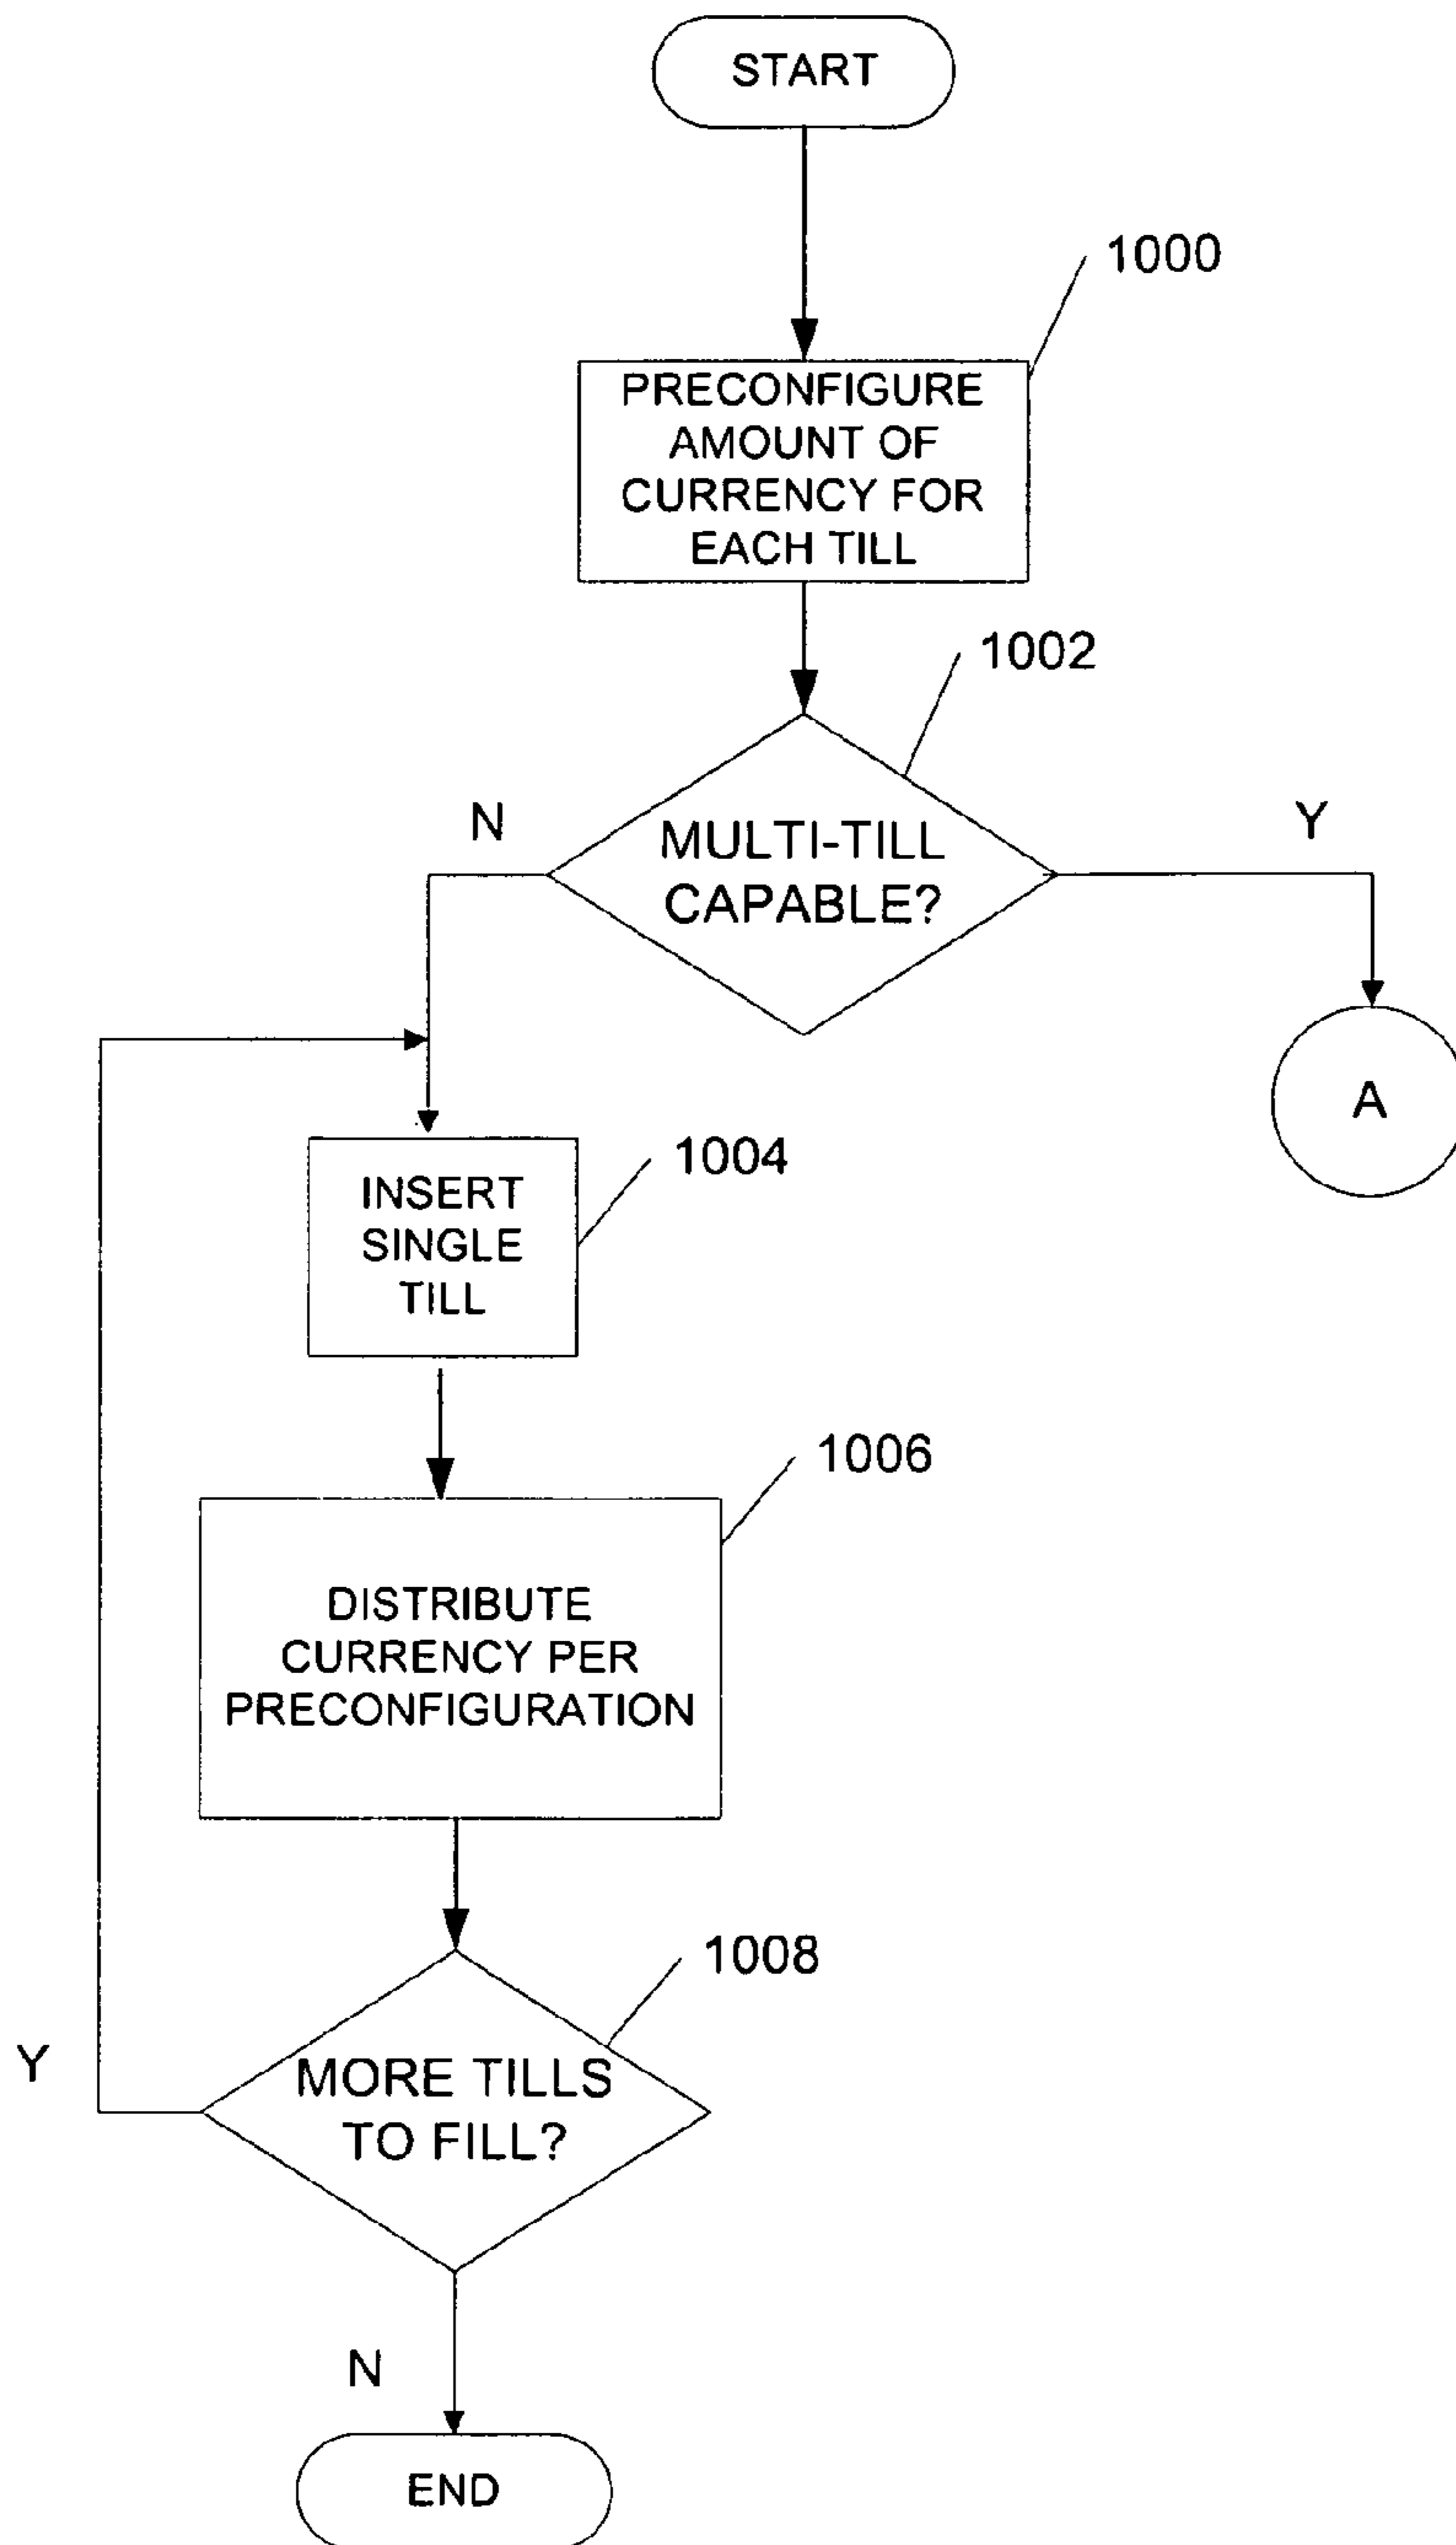 START
1000
PRECONFIGURE
AMOUNT OF
CURRENCY FOR
EACH TILL
1002
N
Y
MULTI-TILL
CAPABLE?
A
1004
INSERT
SINGLE
TILL
1006
DISTRIBUTE
CURRENCY PER
PRECONFIGURATION
1008
Y
MORE TILLS
TO FILL?
N
END